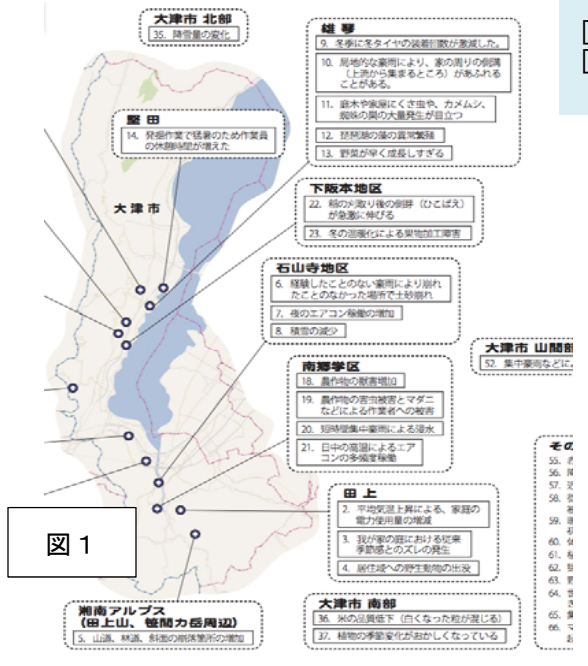 大津市 北部
35. 降雪量の変化
雄 琴
9. 冬季に冬タイヤの装着回数が激減した。
10. 局地的な豪雨により、家の周りの側溝
(上流から集まるところ)があふれる
ことがある。
11. 庭木や家屋にくさ虫や、カメムシ、
蜘蛛の巣の大量発生が目立つ
12. 琵琶湖の藻の異常繁殖
13. 野菜が早く成長しすぎる
堅 田
14. 発掘作業で猛暑のため作業員
の休憩時間が増えた
大 津 市
下阪本地区
22. 稲の刈取り後の側芽(ひこばえ)
が急激に伸びる
23. 冬の温暖化による果物加工障害
石山寺地区
6. 経験したことのない豪雨により崩れ
たことのなかった場所で土砂崩れ
7. 夜のエアコン稼働の増加
8. 積雪の減少
大津市 山間部
52. 集中豪雨などに
南郷学区
18. 農作物の獣害増加
19. 農作物の害虫被害とマダニ
などによる作業者への被害
20. 短時間集中豪雨による浸水
21. 日中の高温によるエア
コンの多頻度稼働
田 上
2. 平均気温上昇による、家庭の
電力使用量の増減
3. 我が家の庭における従来
季節感とのズレの発生
4. 居住域への野生動物の出没
図1
湘南アルプス
(田上山、笹間カ岳周辺)
5. 山道、林道、斜面の崩落箇所の増加
大津市 南部
36. 米の品質低下(白くなった粒が混じる)
37. 植物の季節変化がおかしくなっている
その
55.
56.
57.
58.
59.
60.
61.
62.
63.
64.
65.
66.